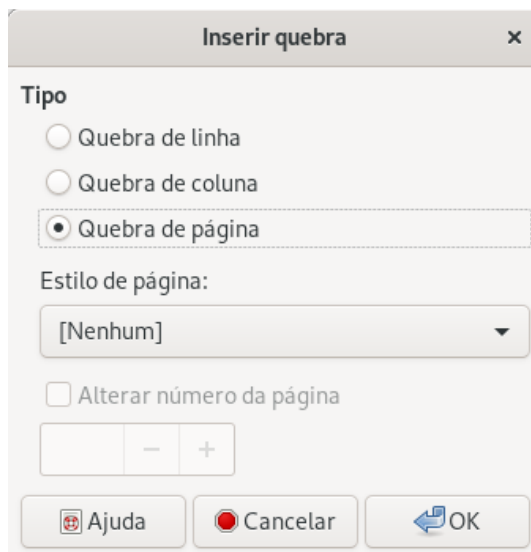 Inserir quebra
Tipo
Quebra de linha
Quebra de coluna
Quebra de página
Estilo de página:
[Nenhum]
Alterar número da página
Ajuda Cancelar OK